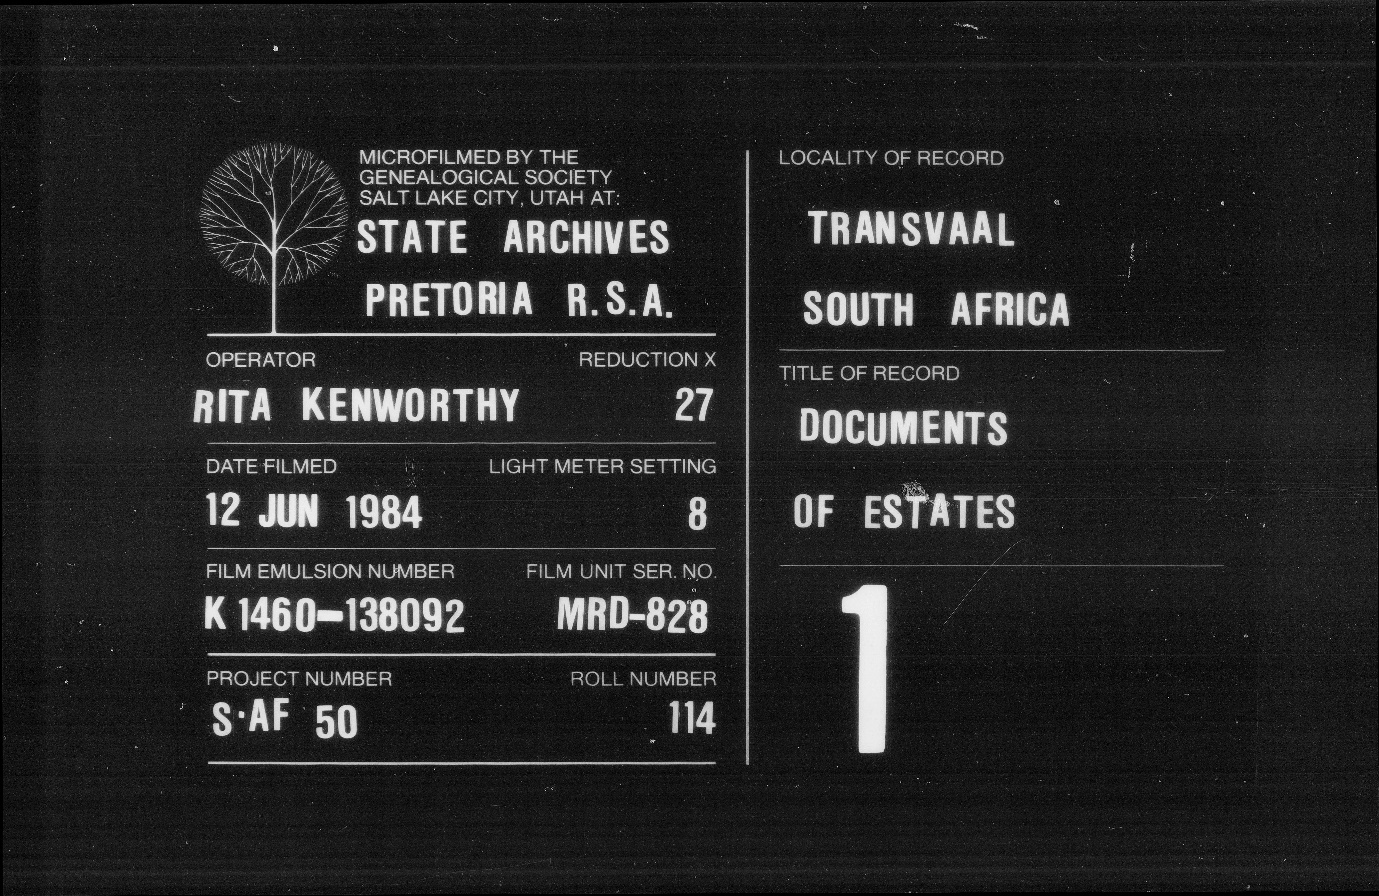 MICROFILMED BY THE
GENEALOGICAL SOCIETY
SALT LAKE CITY, UTAH AT:
STATE ARCHIVES
PRETORIA R.S.A.
OPERATOR REDUCTION X
RITA KENWORTHY 27
DATE FILMED LIGHT METER SETTING
12 JUN 1984 8
FILM EMULSION NUMBER FILM UNIT SER. NO.
K 1460-138092 MRD-828
PROJECT NUMBER ROLL NUMBER
S·AF 50 114
LOCALITY OF RECORD
TRANSVAAL
SOUTH AFRICA
TITLE OF RECORD
DOCUMENTS
OF ESTATES
1